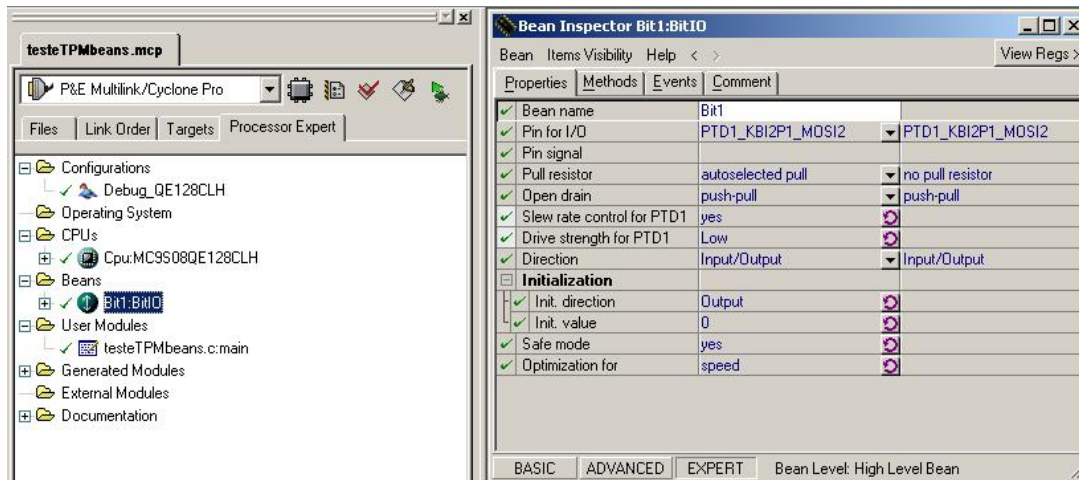 testeTPMbeans.mcp
P&E Multilink/Cyclone Pro
Files Link Order Targets Processor Expert
Configurations
Debug_QE128CLH
Operating System
CPUs
Cpu:MC9S08QE128CLH
Beans
Bit1:BitIO
User Modules
testeTPMbeans.c:main
Generated Modules
External Modules
Documentation
Bean Inspector Bit1:BitIO
Bean Items Visibility Help < > View Regs >
Properties Methods Events Comment
Bean name Bit1
Pin for I/O PTD1_KBI2P1_MOSI2 PTD1_KBI2P1_MOSI2
Pin signal
Pull resistor autoselected pull no pull resistor
Open drain push-pull push-pull
Slew rate control for PTD1 yes
Drive strength for PTD1 Low
Direction Input/Output Input/Output
Initialization
Init. direction Output
Init. value 0
Safe mode yes
Optimization for speed
BASIC ADVANCED EXPERT Bean Level: High Level Bean